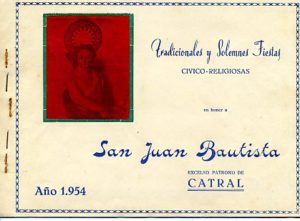 Tradicionales y Solemnes Fiestas
CIVICO-RELIGIOSAS
en honor a
San Juan Bautista
EXCELSO PATRONO DE
CATRAL
Año 1.954